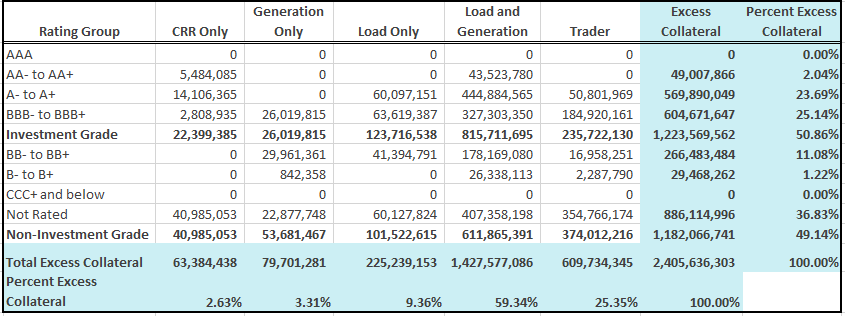 Rating Group CRR Only Generation Only Load Only Load and Generation Trader Excess Collateral Percent Excess Collateral
AAA 0 0 0 0 0 0 0.00%
AA- to AA+ 5,484,085 0 0 43,523,780 0 49,007,866 2.04%
A- to A+ 14,106,365 0 60,097,151 444,884,565 50,801,969 569,890,049 23.69%
BBB- to BBB+ 2,808,935 26,019,815 63,619,387 327,303,350 184,920,161 604,671,647 25.14%
Investment Grade 22,399,385 26,019,815 123,716,538 815,711,695 235,722,130 1,223,569,562 50.86%
BB- to BB+ 0 29,961,361 41,394,791 178,169,080 16,958,251 266,483,484 11.08%
B- to B+ 0 842,358 0 26,338,113 2,287,790 29,468,262 1.22%
CCC+ and below 0 0 0 0 0 0 0.00%
Not Rated 40,985,053 22,877,748 60,127,824 407,358,198 354,766,174 886,114,996 36.83%
Non-Investment Grade 40,985,053 53,681,467 101,522,615 611,865,391 374,012,216 1,182,066,741 49.14%
Total Excess Collateral 63,384,438 79,701,281 225,239,153 1,427,577,086 609,734,345 2,405,636,303 100.00%
Percent Excess
Collateral 2.63% 3.31% 9.36% 59.34% 25.35% 100.00%